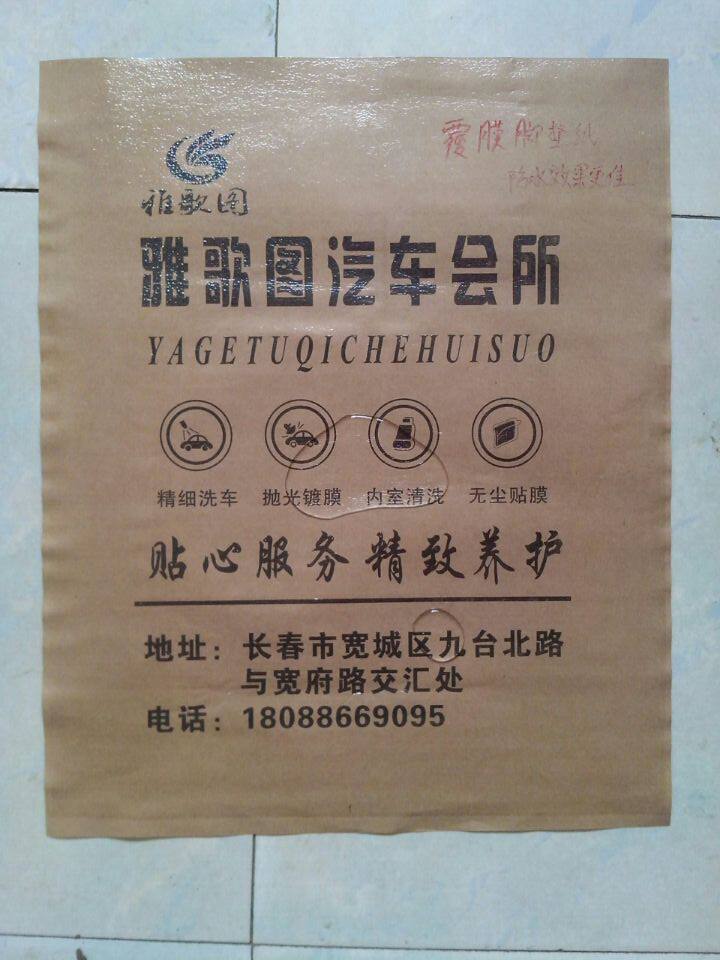 覆膜脚垫纸
防水效果更佳
雅歌图
雅歌图汽车会所
YAGETUQICHEHUISUO
精细洗车 抛光镀膜 内室清洗 无尘贴膜
贴心服务 精致养护
地址：长春市宽城区九台北路
与宽府路交汇处
电话：18088669095